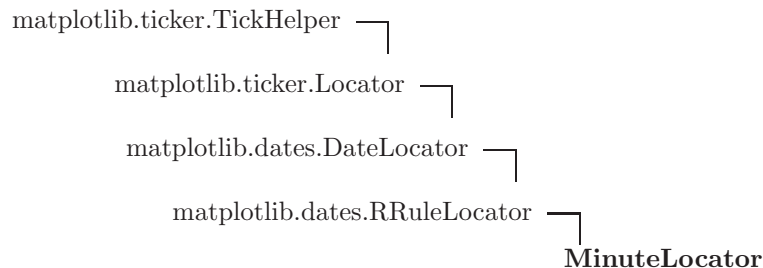 matplotlib.ticker.TickHelper
matplotlib.ticker.Locator
matplotlib.dates.DateLocator
matplotlib.dates.RRuleLocator
MinuteLocator